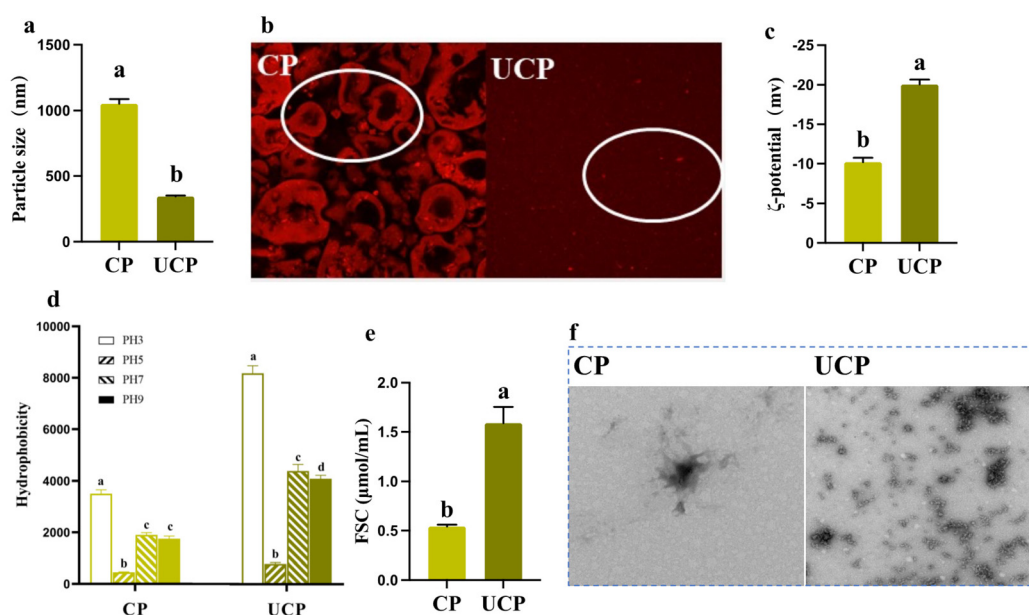 a
Particle size (nm)
1500
1000
500
0
a
b
CP
UCP
b
CP
UCP
c
ζ-potential (mv)
-25
-20
-15
-10
-5
0
b
a
CP
UCP
d
Hydrophobicity
10000
8000
6000
4000
2000
0
PH3
PH5
PH7
PH9
a
b
c
c
a
b
c
d
CP
UCP
e
FSC (μmol/mL)
2.0
1.5
1.0
0.5
0.0
b
a
CP
UCP
f
CP
UCP